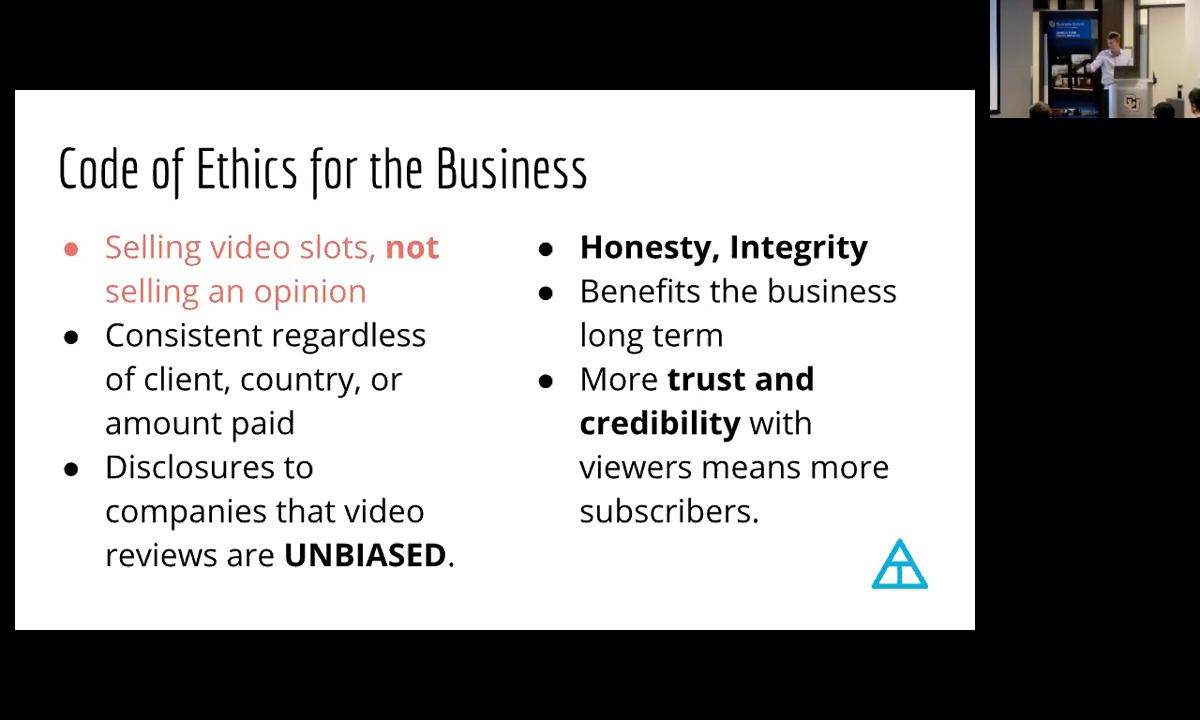 Code of Ethics for the Business
● Selling video slots, not
selling an opinion
● Consistent regardless
of client, country, or
amount paid
● Disclosures to
companies that video
reviews are UNBIASED.
● Honesty, Integrity
● Benefits the business
long term
● More trust and
credibility with
viewers means more
subscribers.